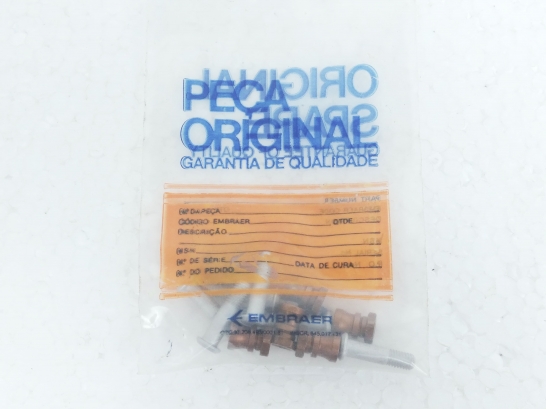 PEÇA
ORIGINAL
GARANTIA DE QUALIDADE
Nº DA PEÇA
CÓDIGO EMBRAER QTDE
DESCRIÇÃO
ESN
Nº DE SÉRIE DATA DE CURA
Nº DO PEDIDO
EMBRAER